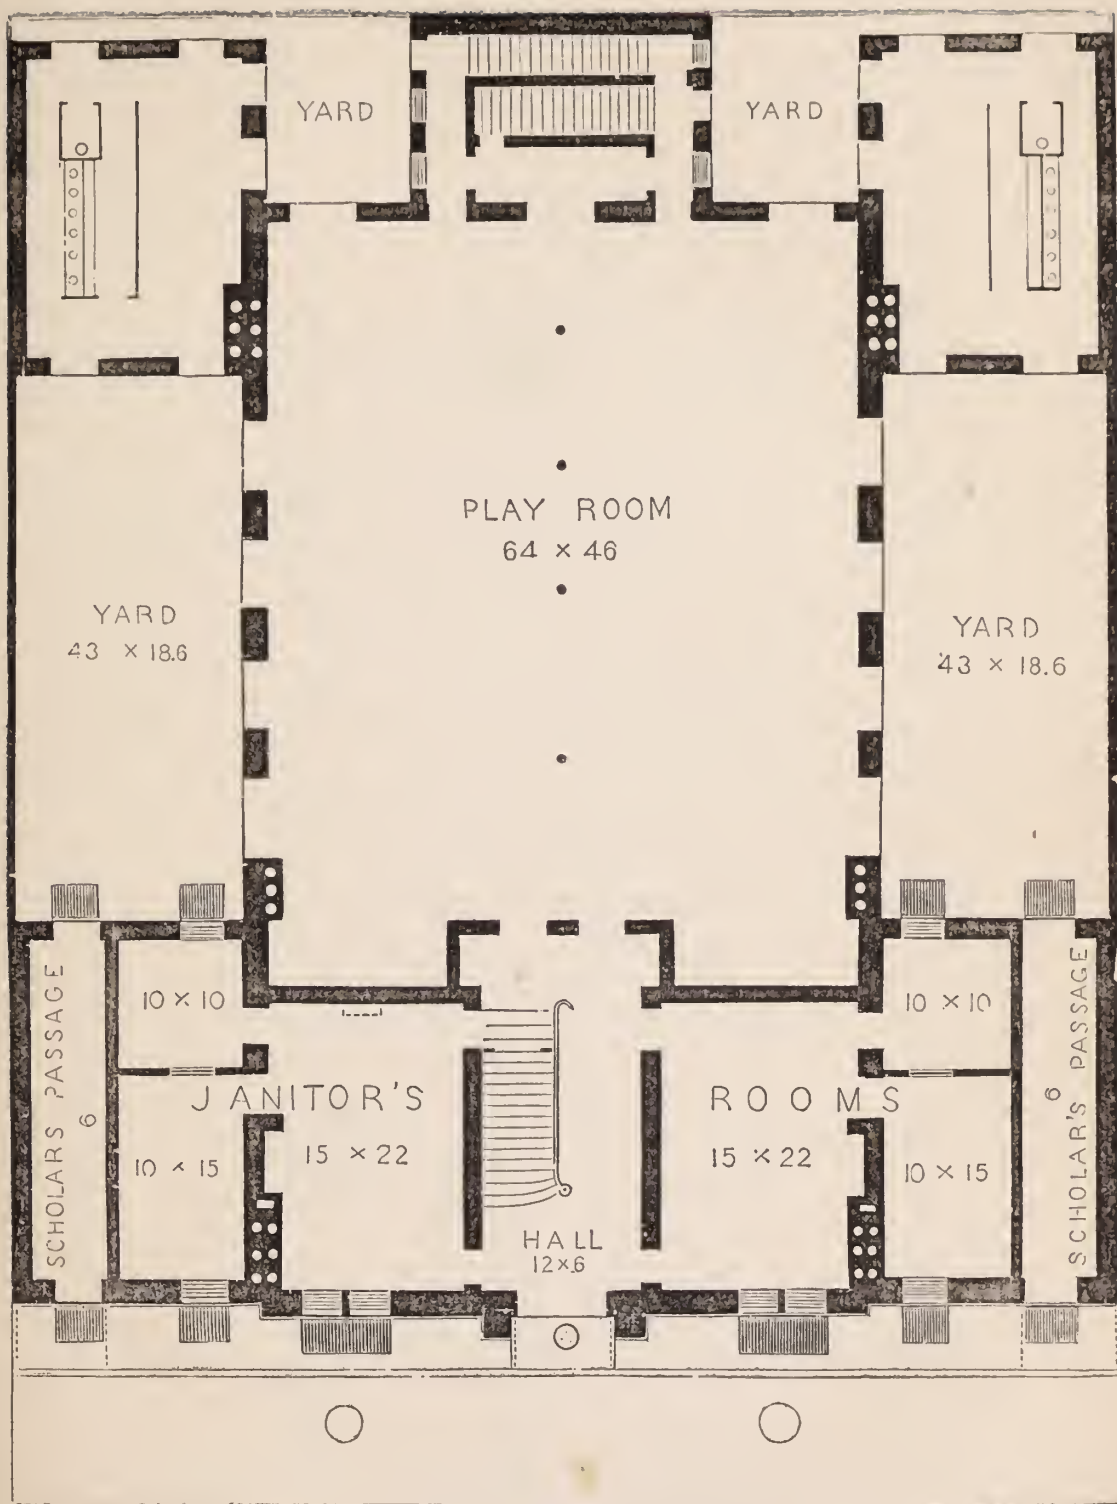 YARD
YARD
PLAY ROOM
64 × 46
YARD
43 × 18.6
YARD
43 × 18.6
SCHOLARS PASSAGE
6
10 × 10
10 × 10
SCHOLAR'S PASSAGE
6
JANITOR'S ROOMS
10 × 15
15 × 22
15 × 22
10 × 15
HALL
12×6